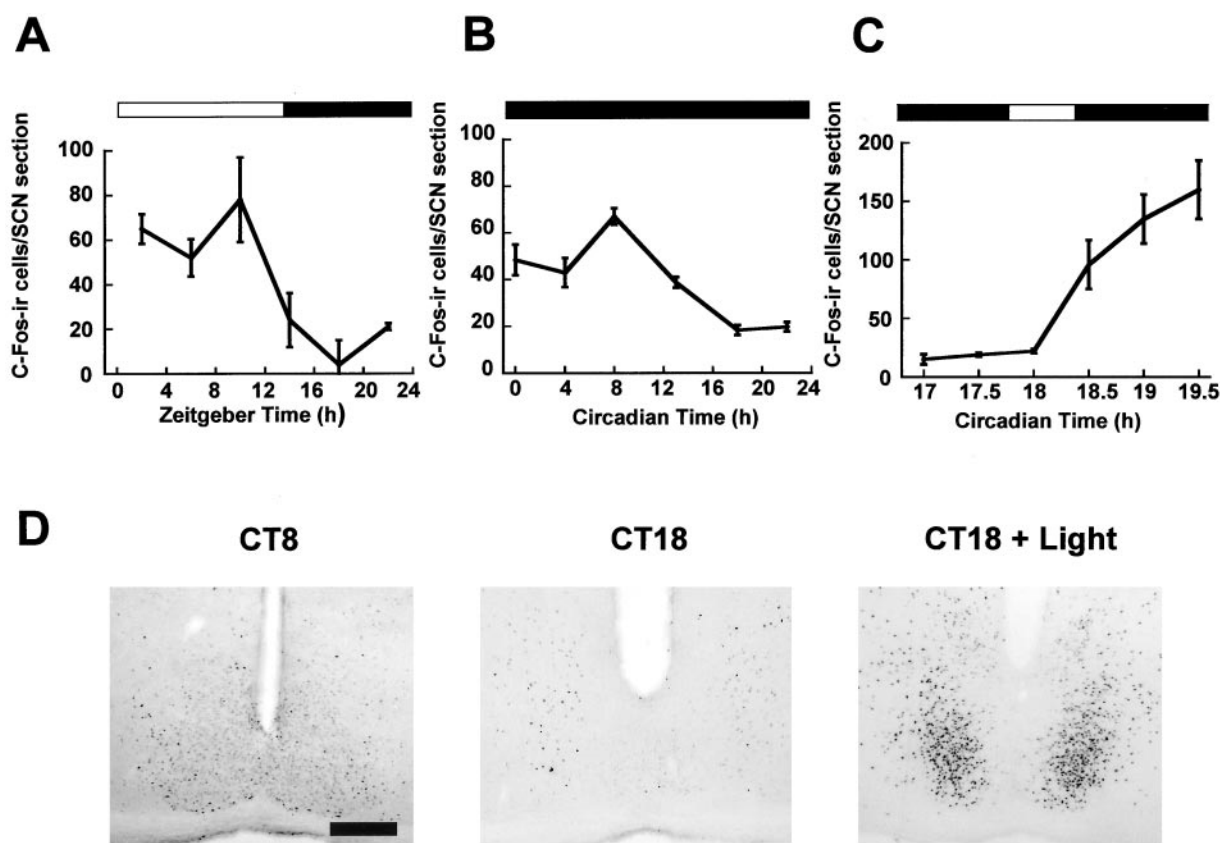 A
B
C
C-Fos-ir cells/SCN section
100
80
60
40
20
0
0 4 8 12 16 20 24
Zeitgeber Time (h)
C-Fos-ir cells/SCN section
100
80
60
40
20
0
0 4 8 12 16 20 24
Circadian Time (h)
C-Fos-ir cells/SCN section
200
150
100
50
0
17 17.5 18 18.5 19 19.5
Circadian Time (h)
D
CT8
CT18
CT18 + Light